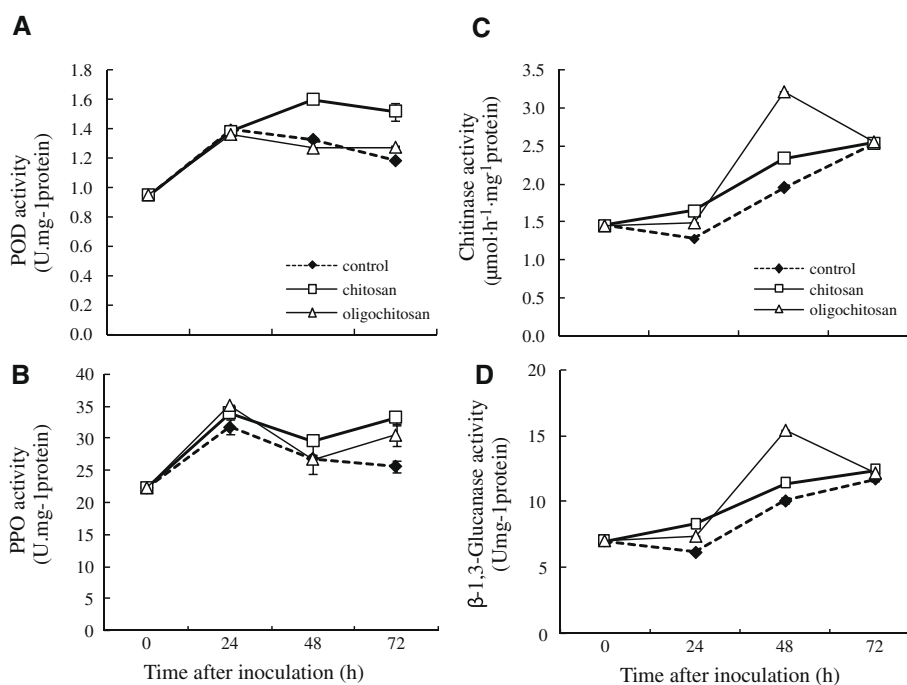 A
POD activity
(U.mg-1protein)
1.8
1.6
1.4
1.2
1.0
0.8
0.6
0.4
0.2
0.0
control
chitosan
oligochitosan
B
PPO activity
(U.mg-1protein)
40
35
30
25
20
15
10
5
0
0 24 48 72
Time after inoculation (h)
C
Chitinase activity
(μmol·h⁻¹·mg⁻¹protein)
3.5
3.0
2.5
2.0
1.5
1.0
0.5
0.0
control
chitosan
oligochitosan
D
β-1,3-Glucanase activity
(Umg-1protein)
20
15
10
5
0
0 24 48 72
Time after inoculation (h)